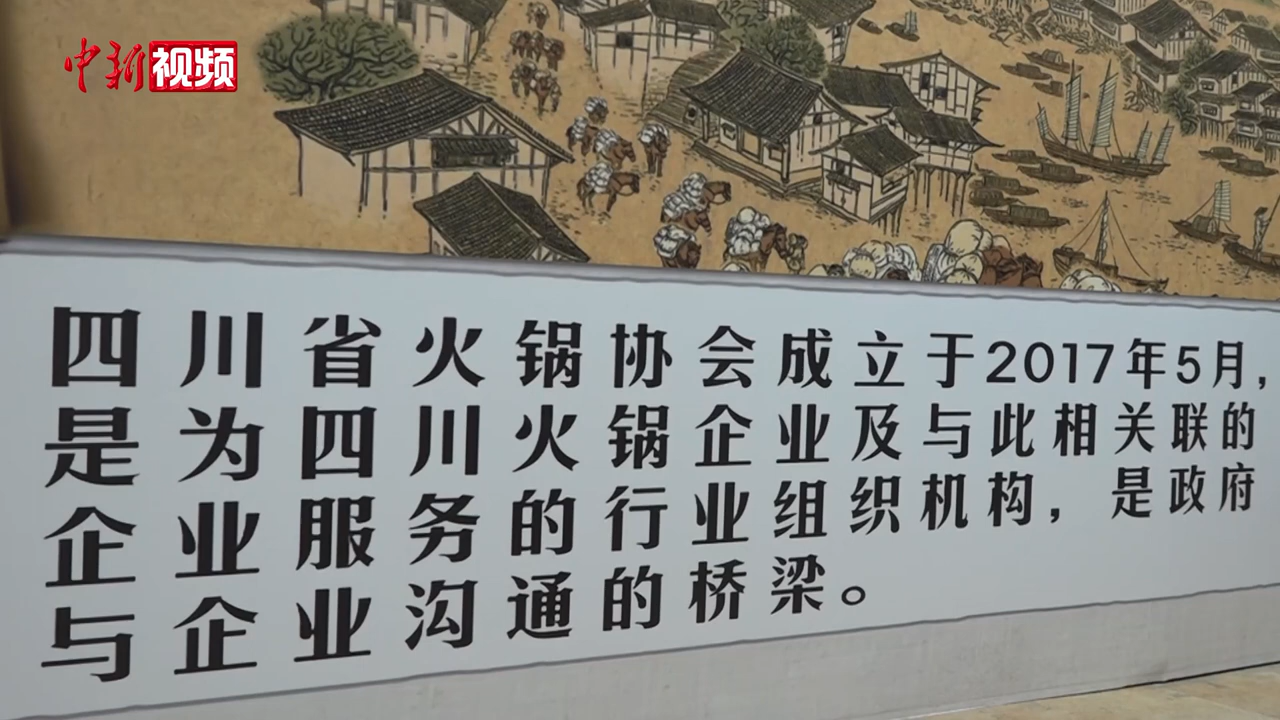 中新视频
四川省火锅协会成立于2017年5月,
是为四川火锅企业及与此相关联的
企业服务的行业组织机构，是政府
与企业沟通的桥梁。